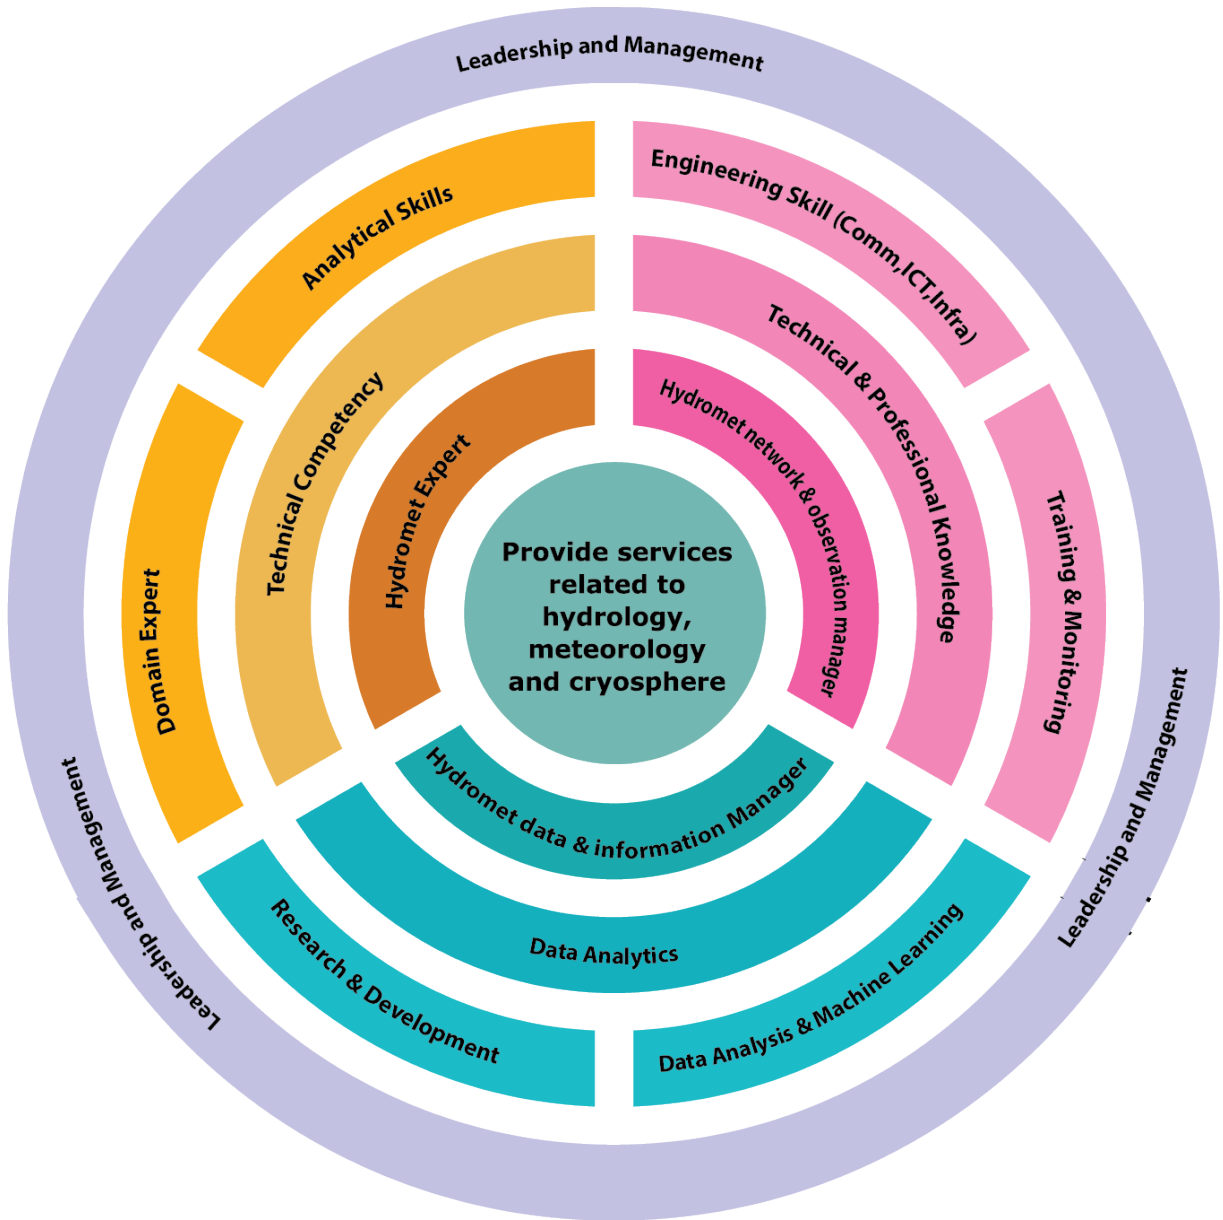 Leadership and Management
Analytical Skills
Engineering Skill (Comm,ICT,Infra)
Technical Competency
Technical & Professional Knowledge
Hydromet Expert
Hydromet network & observation manager
Domain Expert
Training & Monitoring
Provide services
related to
hydrology,
meteorology
and cryosphere
Hydromet data & information Manager
Data Analytics
Research & Development
Data Analysis & Machine Learning
Leadership and Management
Leadership and Management